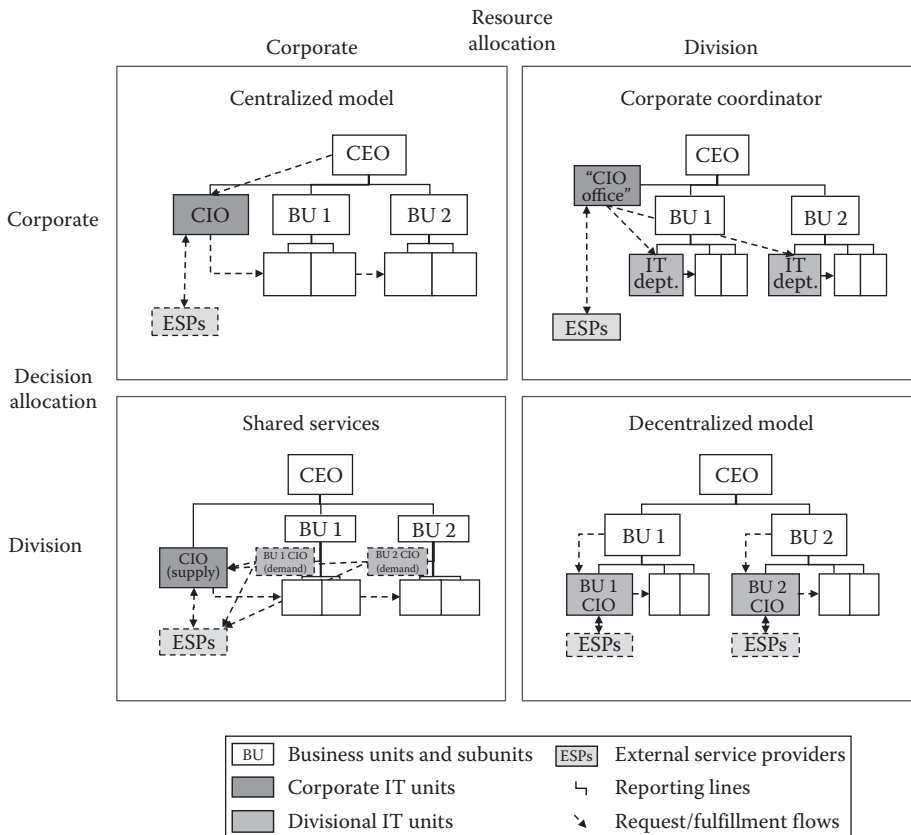 Resource
allocation
Corporate
Division
Centralized model
CEO
CIO
BU 1
BU 2
ESPs
Corporate coordinator
CEO
"CIO
office"
BU 1
BU 2
IT
dept.
IT
dept.
ESPs
Corporate
Decision
allocation
Division
Shared services
CEO
BU 1
BU 2
CIO
(supply)
BU 1 CIO
(demand)
BU 2 CIO
(demand)
ESPs
Decentralized model
CEO
BU 1
BU 2
BU 1
CIO
BU 2
CIO
ESPs
ESPs
BU Business units and subunits
Corporate IT units
Divisional IT units
ESPs External service providers
Reporting lines
Request/fulfillment flows